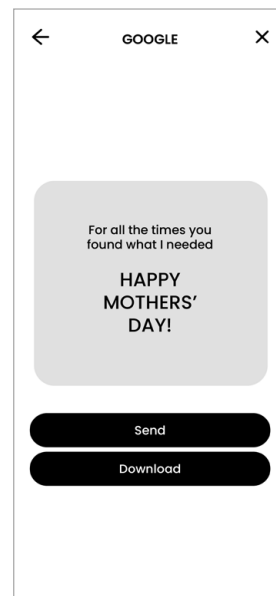 GOOGLE
For all the times you
found what I needed
HAPPY
MOTHERS’
DAY!
Send
Download